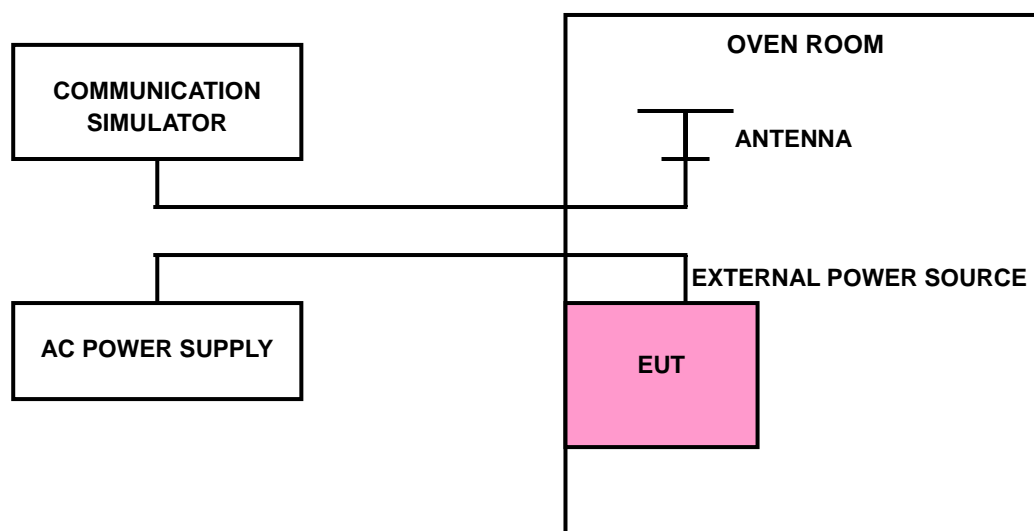 OVEN ROOM
COMMUNICATION
SIMULATOR
ANTENNA
EXTERNAL POWER SOURCE
AC POWER SUPPLY
EUT